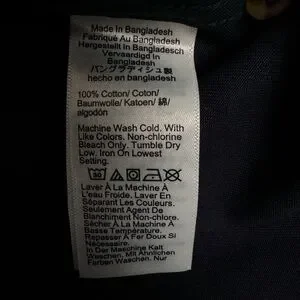 Made In Bangladesh
Fabriqué Au Bangladesh
Hergestellt In Bangladesch
Vervaardigd In
Bangladesh
バングラディシュ製
hecho en bangladesh
100% Cotton/ Coton/
Baumwolle/ Katoen/ 綿/
algodón
Machine Wash Cold. With
Like Colors. Non-chlorine
Bleach Only. Tumble Dry
Low. Iron On Lowest
Setting.
Laver À La Machine À
L'eau Froide. Laver En
Séparant Les Couleurs.
Seulement Agent De
Blanchiment Non-chlore.
Sécher À La Machine À
Basse Température.
Repasser À Fer Doux Si
Nécessaire.
In Der Maschine Kalt
Waschen. Mit Ähnlichen
Farben Waschen. Nur